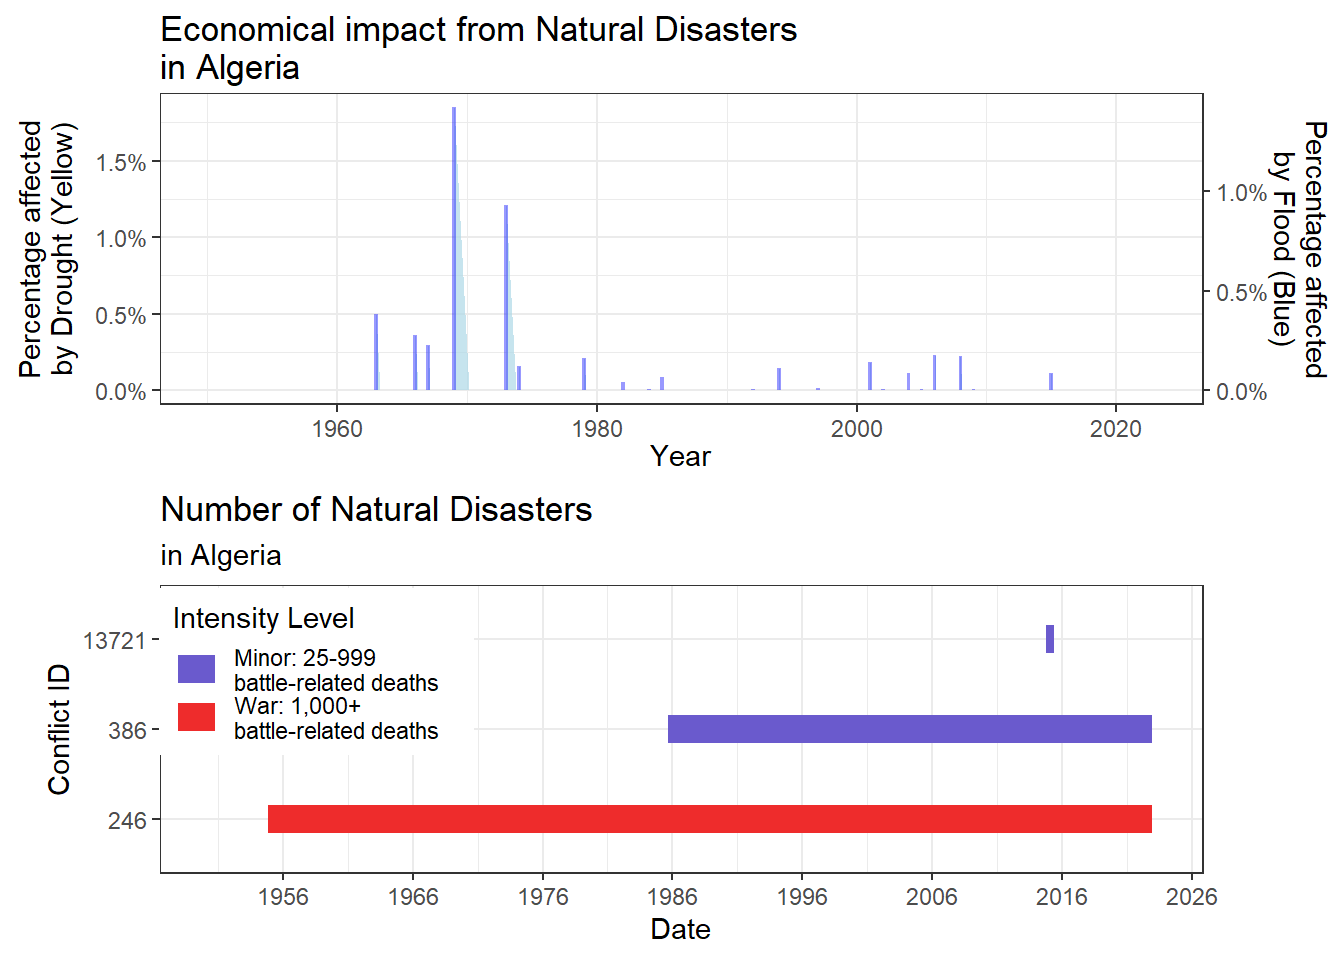 Economical impact from Natural Disasters
in Algeria
Percentage affected
by Drought (Yellow)
1.5%
1.0%
0.5%
0.0%
Percentage affected
by Flood (Blue)
1.0%
0.5%
0.0%
1960
1980
2000
2020
Year
Number of Natural Disasters
in Algeria
Conflict ID
13721
386
246
Intensity Level
Minor: 25-999
battle-related deaths
War: 1,000+
battle-related deaths
1956
1966
1976
1986
1996
2006
2016
2026
Date